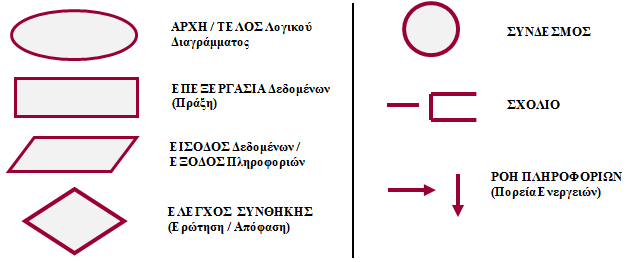 ΑΡΧΗ / ΤΕΛΟΣ Λογικού
Διαγράμματος
ΕΠΕΞΕΡΓΑΣΙΑ Δεδομένων
(Πράξη)
ΕΙΣΟΔΟΣ Δεδομένων /
ΕΞΟΔΟΣ Πληροφοριών
ΕΛΕΓΧΟΣ ΣΥΝΘΗΚΗΣ
(Ερώτηση / Απόφαση)
ΣΥΝΔΕΣΜΟΣ
ΣΧΟΛΙΟ
ΡΟΗ ΠΛΗΡΟΦΟΡΙΩΝ
(Πορεία Ενεργειών)